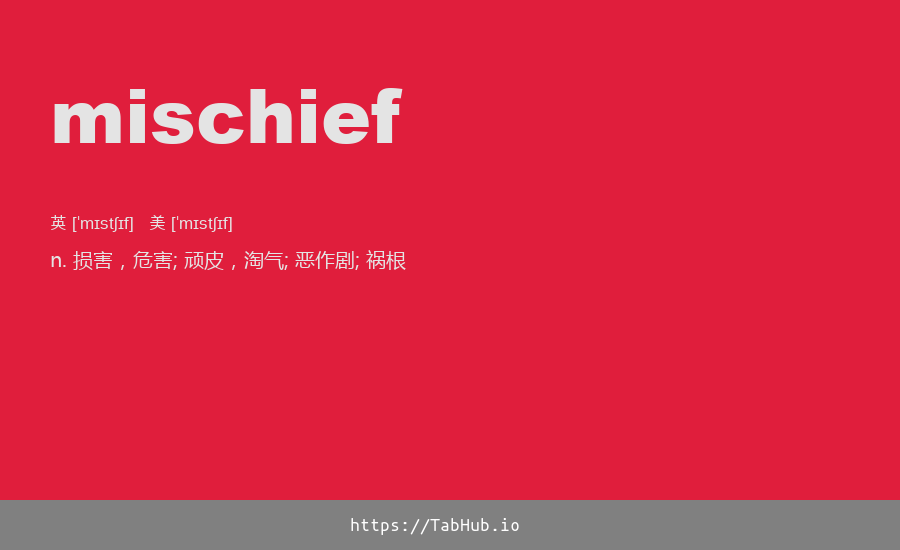 mischief
英 [ˈmɪstʃɪf] 美 [ˈmɪstʃɪf]
n. 损害，危害; 顽皮，淘气; 恶作剧; 祸根
https://TabHub.io